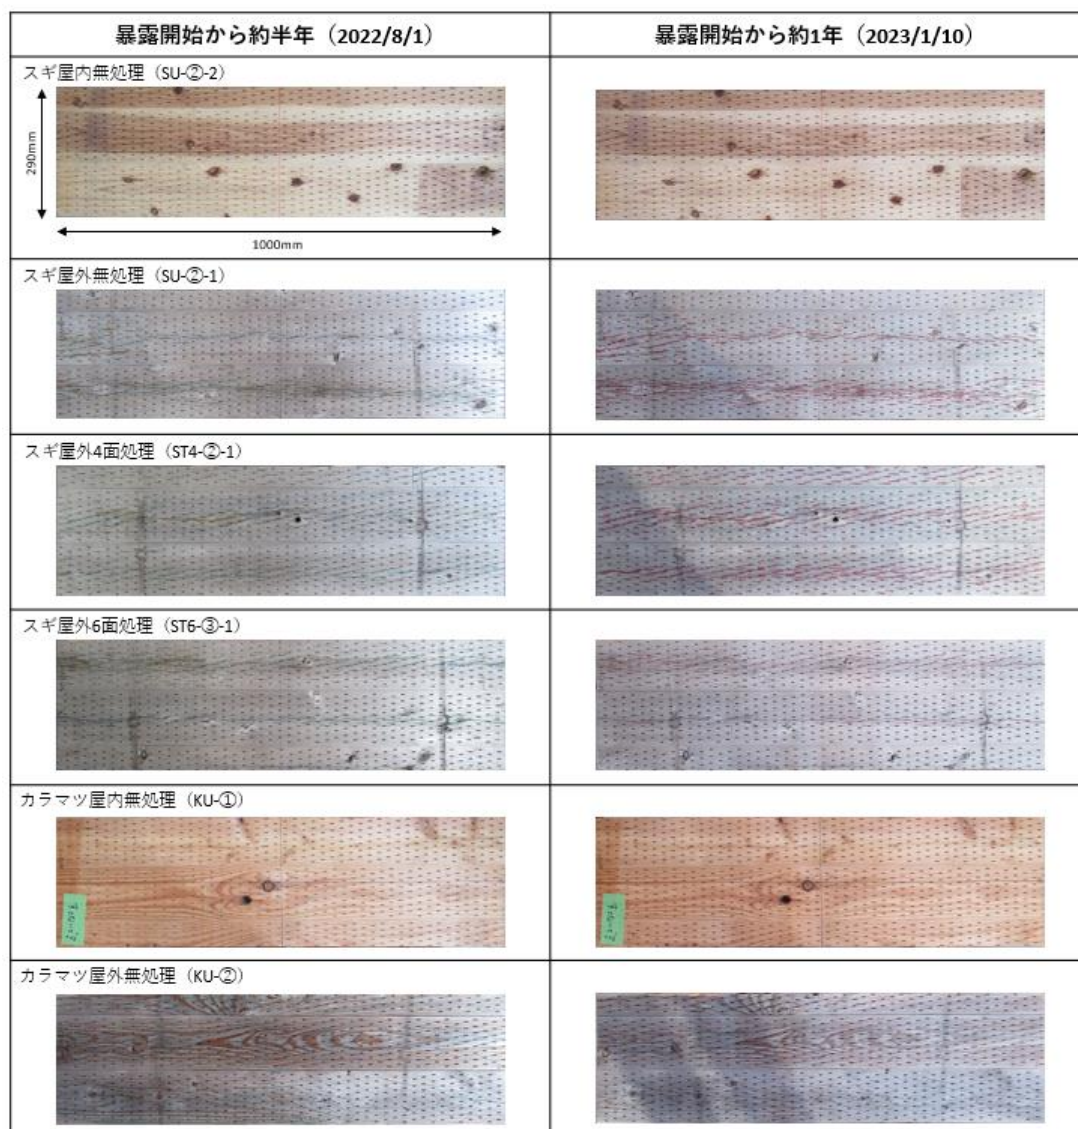 暴露開始から約半年（2022/8/1）
暴露開始から約1年（2023/1/10）
スギ屋内無処理（SU-②-2）
290mm
1000mm
スギ屋外無処理（SU-②-1）
スギ屋外4面処理（ST4-②-1）
スギ屋外6面処理（ST6-③-1）
カラマツ屋内無処理（KU-①）
カラマツ屋外無処理（KU-②）